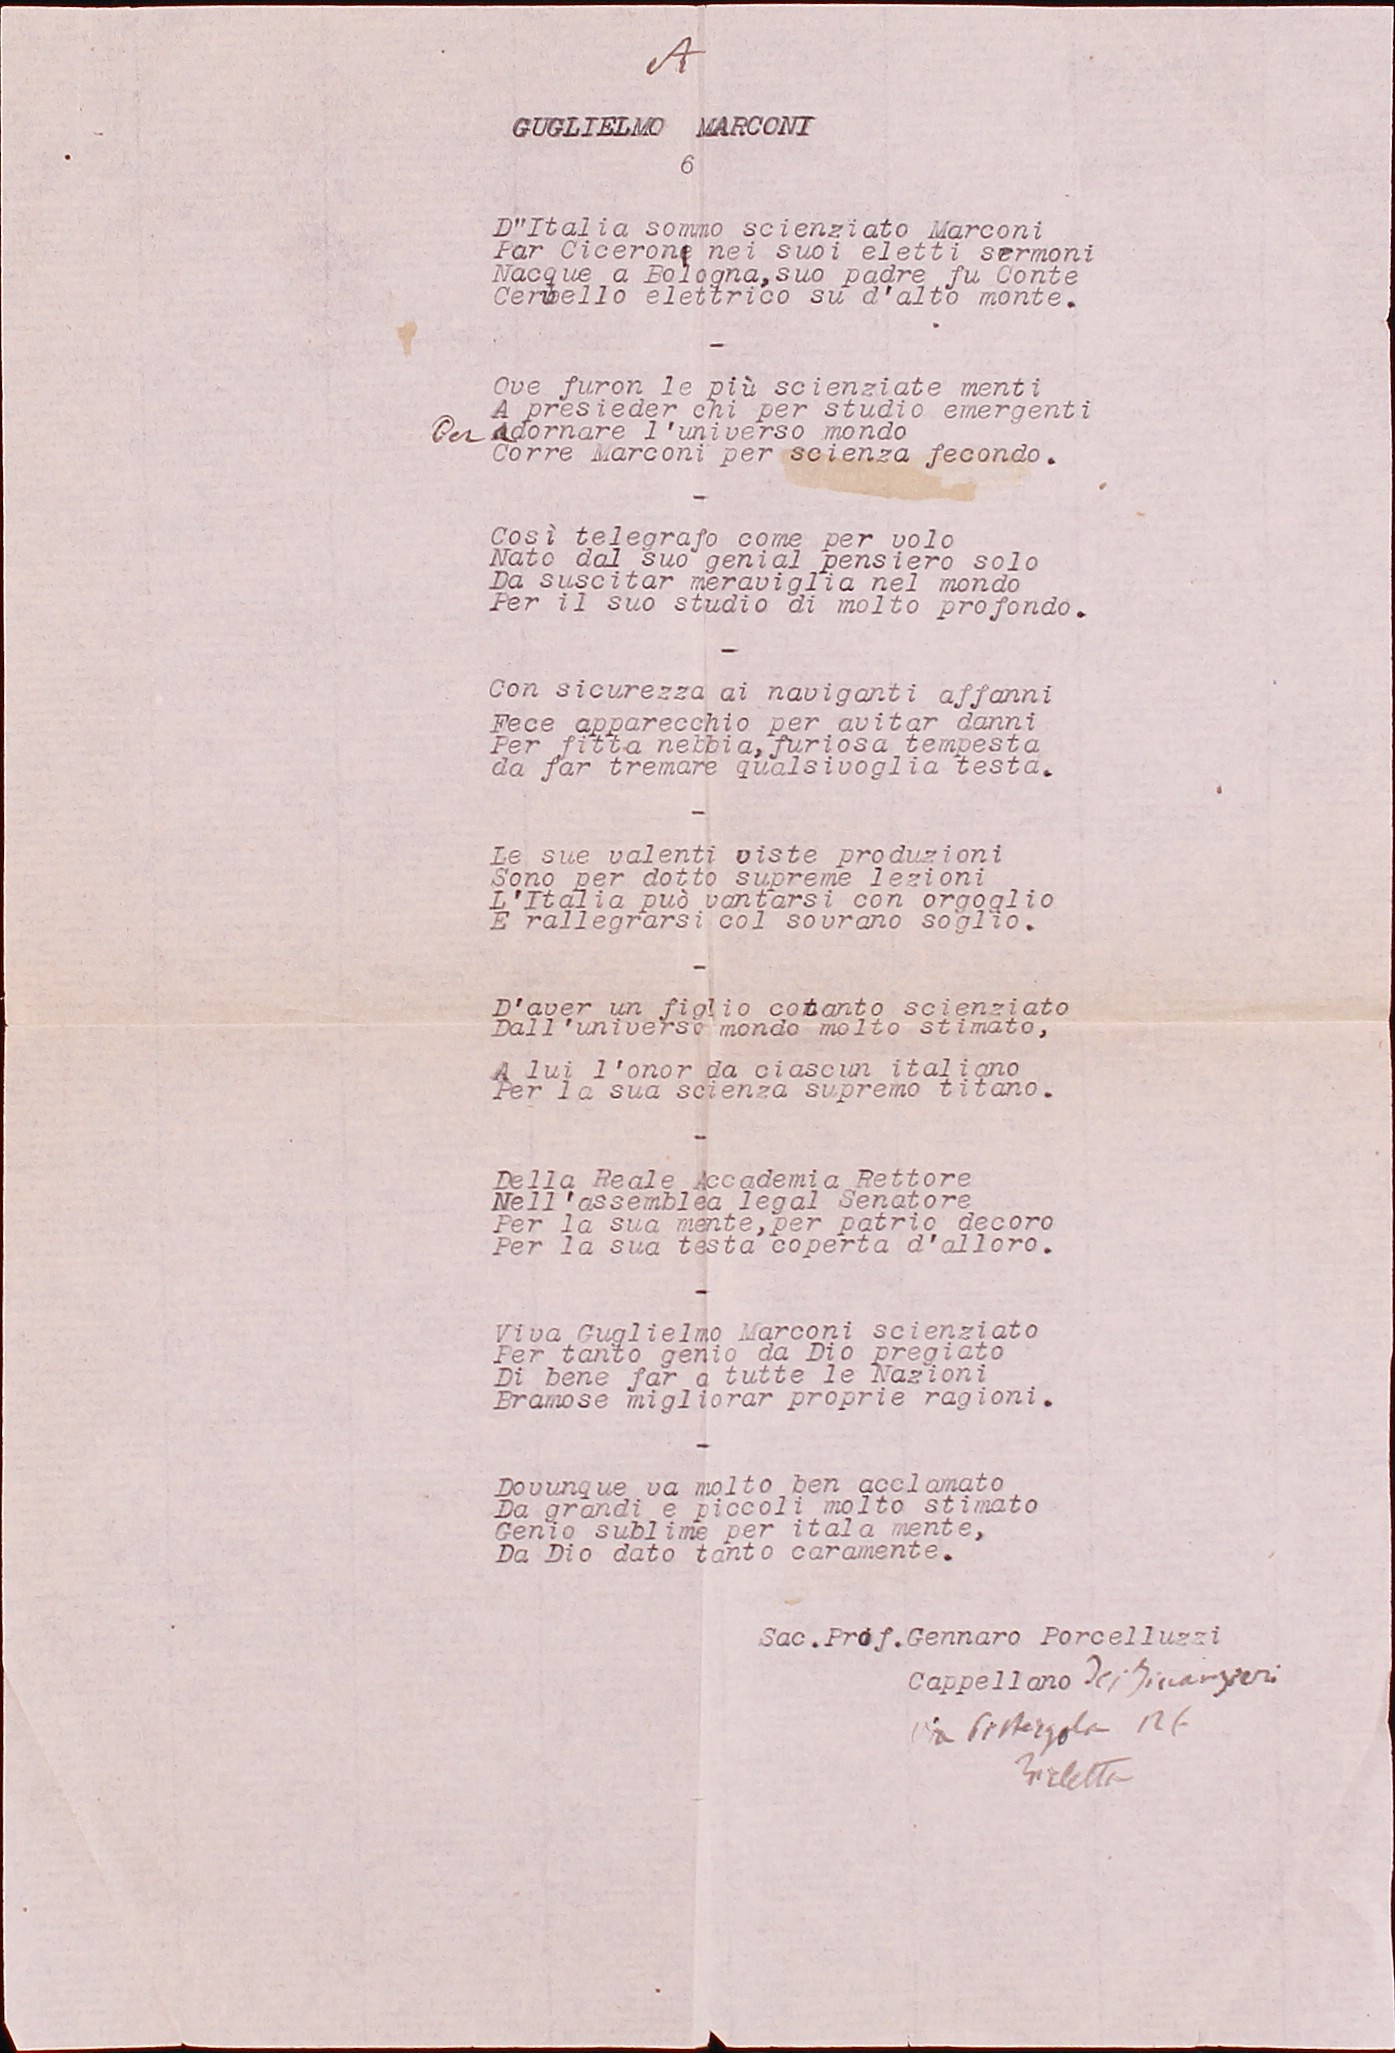 A
GUGLIELMO MARCONI
6
D"Italia sommo scienziato Marconi
Par Cicerone nei suoi eletti sermoni
Nacque a Bologna,suo padre fu Conte
Cervello elettrico su d'alto monte.
-
Ove furon le più scienziate menti
A presieder chi per studio emergenti
Per adornare l'universo mondo
Corre Marconi per scienza fecondo.
-
Così telegrafo come per volo
Nato dal suo genial pensiero solo
Da suscitar meraviglia nel mondo
Per il suo studio di molto profondo.
-
Con sicurezza ai naviganti affanni
Fece apparecchio per avitar danni
Per fitta nebbia,furiosa tempesta
da far tremare qualsivoglia testa.
-
Le sue valenti viste produzioni
Sono per dotto supreme lezioni
L'Italia può vantarsi con orgoglio
E rallegrarsi col sovrano soglio.
-
D'aver un figlio cotanto scienziato
Dall'universo mondo molto stimato,
A lui l'onor da ciascun italiano
Per la sua scienza supremo titano.
-
Della Reale Accademia Rettore
Nell'assemblea legal Senatore
Per la sua mente,per patrio decoro
Per la sua testa coperta d'alloro.
-
Viva Guglielmo Marconi scienziato
Per tanto genio da Dio pregiato
Di bene far a tutte le Nazioni
Bramose migliorar proprie ragioni.
-
Dovunque va molto ben acclamato
Da grandi e piccoli molto stimato
Genio sublime per itala mente,
Da Dio dato tanto caramente.
Sac.Prof.Gennaro Porcelluzzi
Cappellano dei
Via